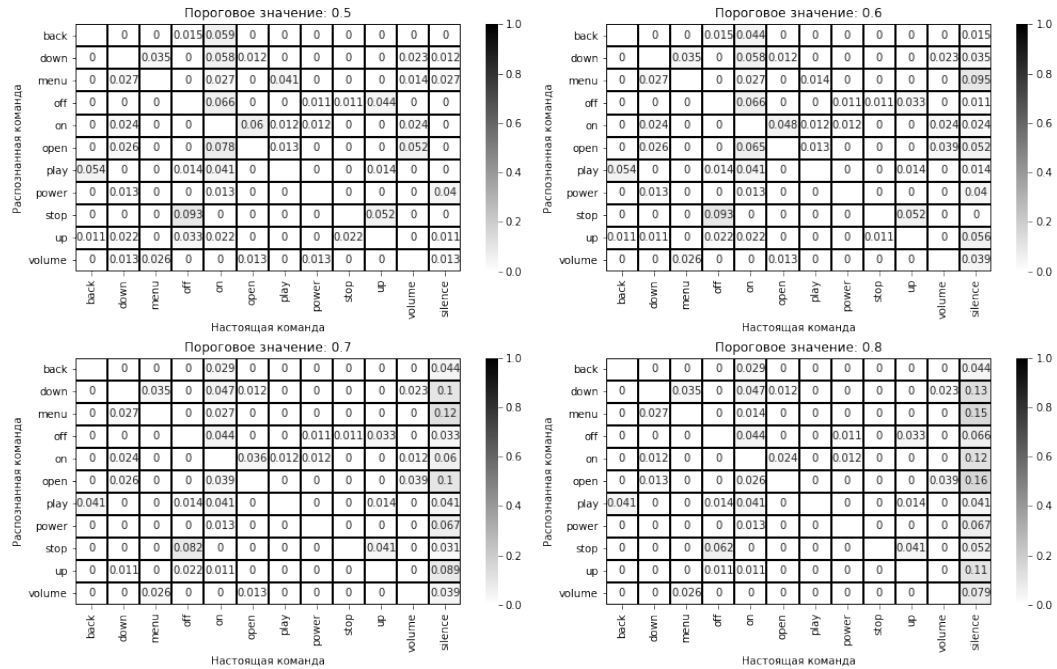 Пороговое значение: 0.5
back 0 0 0.015 0.059 0 0 0 0 0 0 0
down 0 0.035 0 0.058 0.012 0 0 0 0 0.023 0.012
menu 0 0.027 0 0.027 0 0.041 0 0 0 0.014 0.027
off 0 0 0 0.066 0 0 0.011 0.011 0.044 0 0
on 0 0.024 0 0 0.06 0.012 0.012 0 0 0.024 0
open 0 0.026 0 0 0.078 0.013 0 0 0 0.052 0
play 0.054 0 0 0.014 0.041 0 0 0 0.014 0 0
power 0 0.013 0 0 0.013 0 0 0 0 0 0.04
stop 0 0 0 0.093 0 0 0 0 0.052 0 0
up 0.011 0.022 0 0.033 0.022 0 0 0 0.022 0 0.011
volume 0 0.013 0.026 0 0 0.013 0 0.013 0 0 0.013
back down menu off on open play power stop up volume silence
Настоящая команда
Распознанная команда
1.0
0.8
0.6
0.4
0.2
0.0
Пороговое значение: 0.6
back 0 0 0.015 0.044 0 0 0 0 0 0 0.015
down 0 0.035 0 0.058 0.012 0 0 0 0 0.023 0.035
menu 0 0.027 0 0.027 0 0.014 0 0 0 0 0.095
off 0 0 0 0.066 0 0 0.011 0.011 0.033 0 0.011
on 0 0.024 0 0 0.048 0.012 0.012 0 0 0.024 0.024
open 0 0.026 0 0 0.065 0.013 0 0 0 0.039 0.052
play 0.054 0 0 0.014 0.041 0 0 0 0.014 0 0.014
power 0 0.013 0 0 0.013 0 0 0 0 0 0.04
stop 0 0 0 0.093 0 0 0 0 0.052 0 0
up 0.011 0.011 0 0.022 0.022 0 0 0 0.011 0 0.056
volume 0 0 0.026 0 0 0.013 0 0 0 0 0.039
back down menu off on open play power stop up volume silence
Настоящая команда
Распознанная команда
1.0
0.8
0.6
0.4
0.2
0.0
Пороговое значение: 0.7
back 0 0 0 0.029 0 0 0 0 0 0 0.044
down 0 0.035 0 0.047 0.012 0 0 0 0 0.023 0.1
menu 0 0.027 0 0.027 0 0 0 0 0 0 0.12
off 0 0 0 0.044 0 0 0.011 0.011 0.033 0 0.033
on 0 0.024 0 0 0.036 0.012 0.012 0 0 0.012 0.06
open 0 0.026 0 0 0.039 0 0 0 0 0.039 0.1
play 0.041 0 0 0.014 0.041 0 0 0 0.014 0 0.041
power 0 0 0 0 0.013 0 0 0 0 0 0.067
stop 0 0 0 0.082 0 0 0 0 0.041 0 0.031
up 0 0.011 0 0.022 0.011 0 0 0 0 0 0.089
volume 0 0 0.026 0 0 0.013 0 0 0 0 0.039
back down menu off on open play power stop up volume silence
Настоящая команда
Распознанная команда
1.0
0.8
0.6
0.4
0.2
0.0
Пороговое значение: 0.8
back 0 0 0 0.029 0 0 0 0 0 0 0.044
down 0 0.035 0 0.047 0.012 0 0 0 0 0.023 0.13
menu 0 0.027 0 0.014 0 0 0 0 0 0 0.15
off 0 0 0 0.044 0 0 0.011 0 0.033 0 0.066
on 0 0.012 0 0 0.024 0 0.012 0 0 0 0.12
open 0 0.013 0 0 0.026 0 0 0 0 0.039 0.16
play 0.041 0 0 0.014 0.041 0 0 0 0.014 0 0.041
power 0 0 0 0 0.013 0 0 0 0 0 0.067
stop 0 0 0 0.062 0 0 0 0 0.041 0 0.052
up 0 0 0 0.011 0.011 0 0 0 0 0 0.11
volume 0 0 0.026 0 0 0 0 0 0 0 0.079
back down menu off on open play power stop up volume silence
Настоящая команда
Распознанная команда
1.0
0.8
0.6
0.4
0.2
0.0